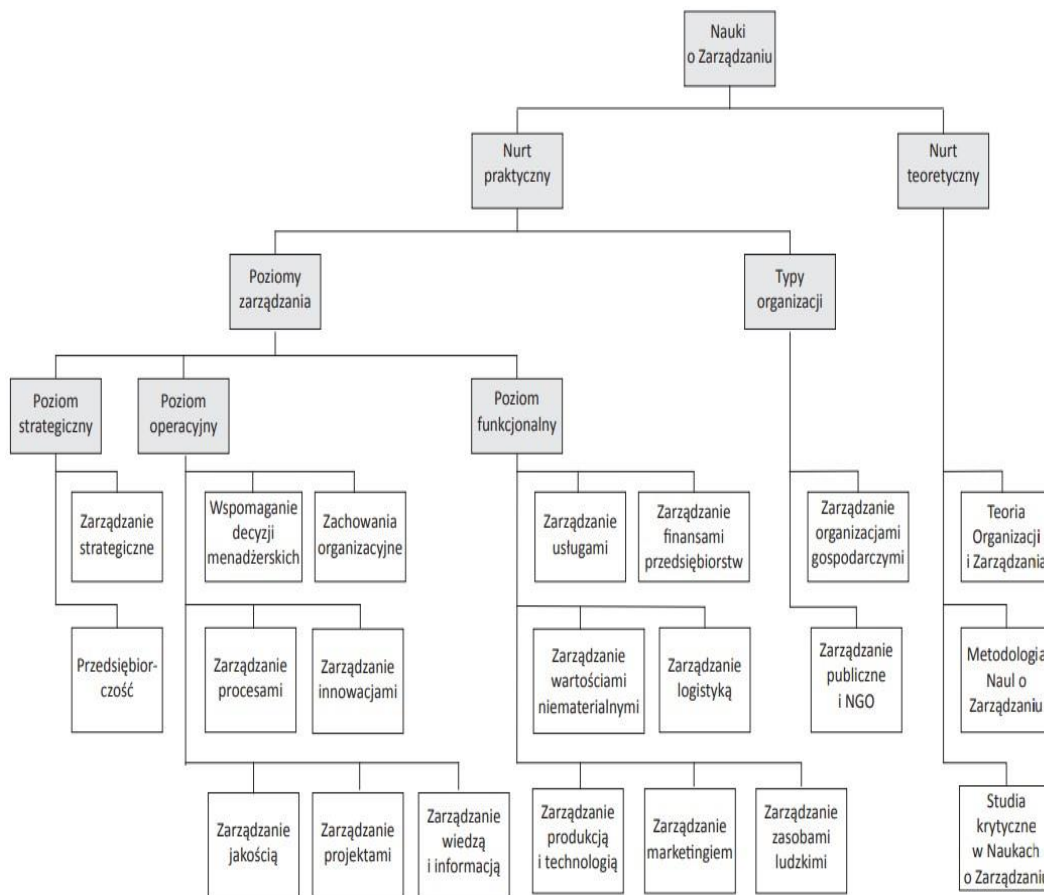 Nauki
o Zarządzaniu
Nurt
praktyczny
Nurt
teoretyczny
Poziomy
zarządzania
Typy
organizacji
Poziom
strategiczny
Poziom
operacyjny
Poziom
funkcjonalny
Zarządzanie
strategiczne
Wspomaganie
decyzji
menadżerskich
Zachowania
organizacyjne
Zarządzanie
usługami
Zarządzanie
finansami
przedsiębiorstw
Zarządzanie
organizacjami
gospodarczymi
Teoria
Organizacji
i Zarządzania
Przedsiębior-
czość
Zarządzanie
procesami
Zarządzanie
innowacjami
Zarządzanie
wartościami
niematerialnymi
Zarządzanie
logistyką
Zarządzanie
publiczne
i NGO
Metodologia
Naul o
Zarządzaniu
Zarządzanie
jakością
Zarządzanie
projektami
Zarządzanie
wiedzą
i informacją
Zarządzanie
produkcją
i technologią
Zarządzanie
marketingiem
Zarządzanie
zasobami
ludzkimi
Studia
krytyczne
w Naukach
o Zarządzaniu